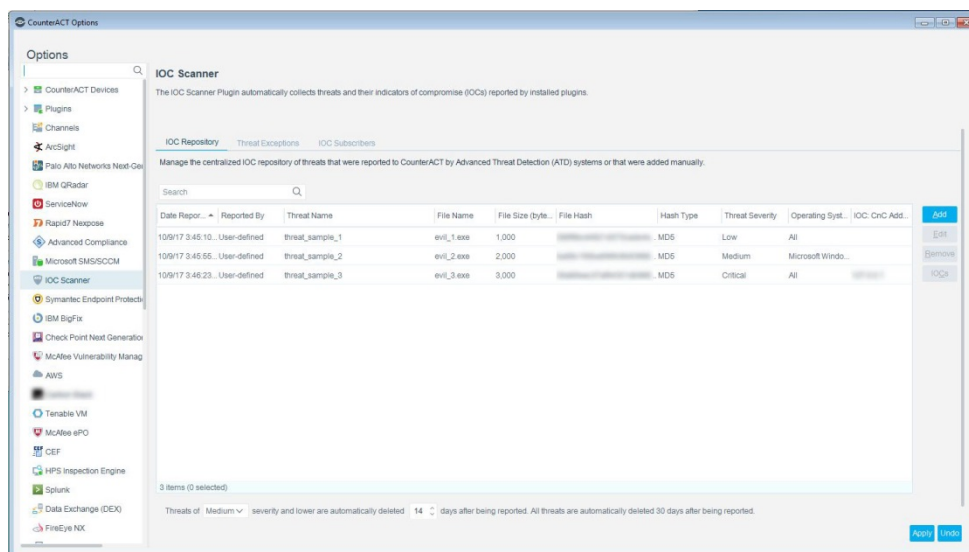 CounterACT Options
Options
CounterACT Devices
Plugins
Channels
ArcSight
Palo Alto Networks Next-Ge
IBM QRadar
ServiceNow
Rapid7 Nexpose
Advanced Compliance
Microsoft SMS/SCCM
IOC Scanner
Symantec Endpoint Protecti
IBM BigFix
Check Point Next Generation
McAfee Vulnerability Manag
AWS
Tenable VM
McAfee ePO
CEF
HPS Inspection Engine
Splunk
Data Exchange (DEX)
FireEye NX
IOC Scanner
The IOC Scanner Plugin automatically collects threats and their indicators of compromise (IOCs) reported by installed plugins.
IOC Repository Threat Exceptions IOC Subscribers
Manage the centralized IOC repository of threats that were reported to CounterACT by Advanced Threat Detection (ATD) systems or that were added manually.
Search
Date Repor... Reported By Threat Name File Name File Size (byte... File Hash Hash Type Threat Severity Operating Syst... IOC: CnC Add...
10/9/17 3:45:10... User-defined threat_sample_1 evil_1.exe 1,000 MD5 Low All
10/9/17 3:45:55... User-defined threat_sample_2 evil_2.exe 2,000 MD5 Medium Microsoft Windo...
10/9/17 3:46:23... User-defined threat_sample_3 evil_3.exe 3,000 MD5 Critical All
3 items (0 selected)
Threats of Medium severity and lower are automatically deleted 14 days after being reported. All threats are automatically deleted 30 days after being reported.
Add
Edit
Remove
IOCs
Apply Undo